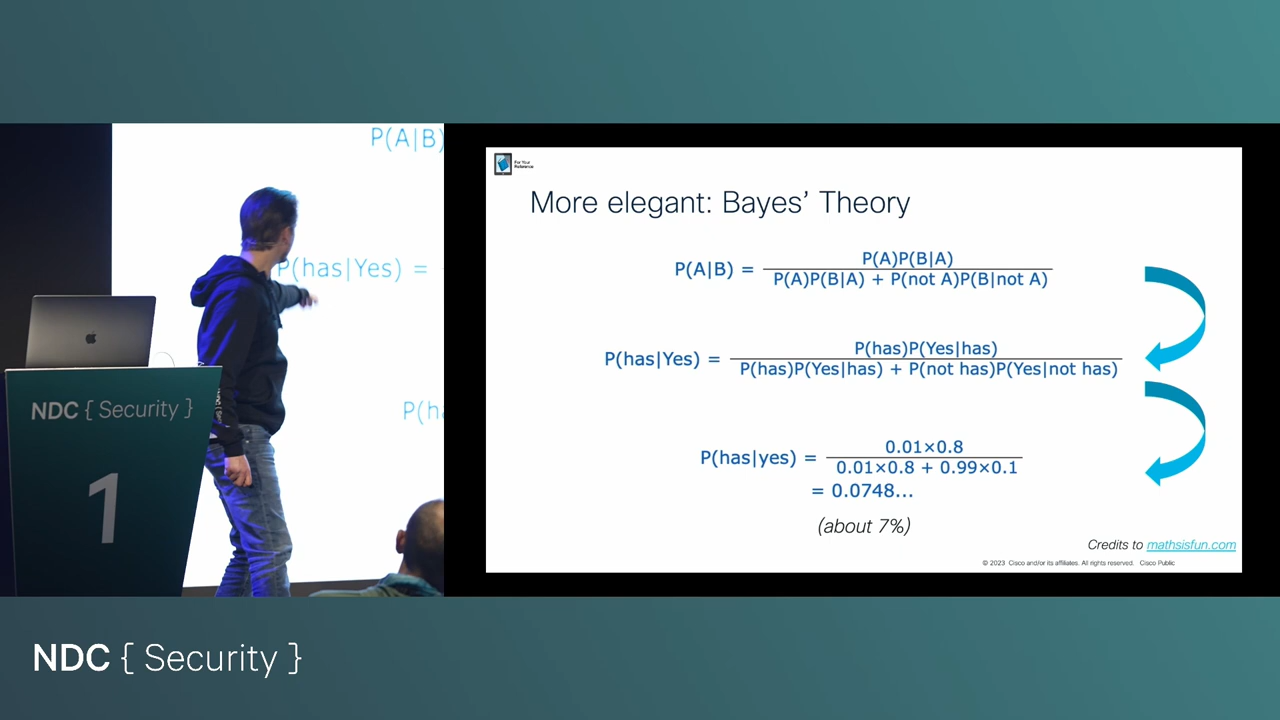 P(A|B)
P(has|Yes) =
P(ha
NDC { Security }
1
For Your
Reference
More elegant: Bayes’ Theory
P(A|B) = P(A)P(B|A)
P(A)P(B|A) + P(not A)P(B|not A)
P(has|Yes) = P(has)P(Yes|has)
P(has)P(Yes|has) + P(not has)P(Yes|not has)
P(has|yes) = 0.01×0.8
0.01×0.8 + 0.99×0.1
= 0.0748...
(about 7%)
Credits to mathsisfun.com
© 2023 Cisco and/or its affiliates. All rights reserved. Cisco Public
NDC { Security }